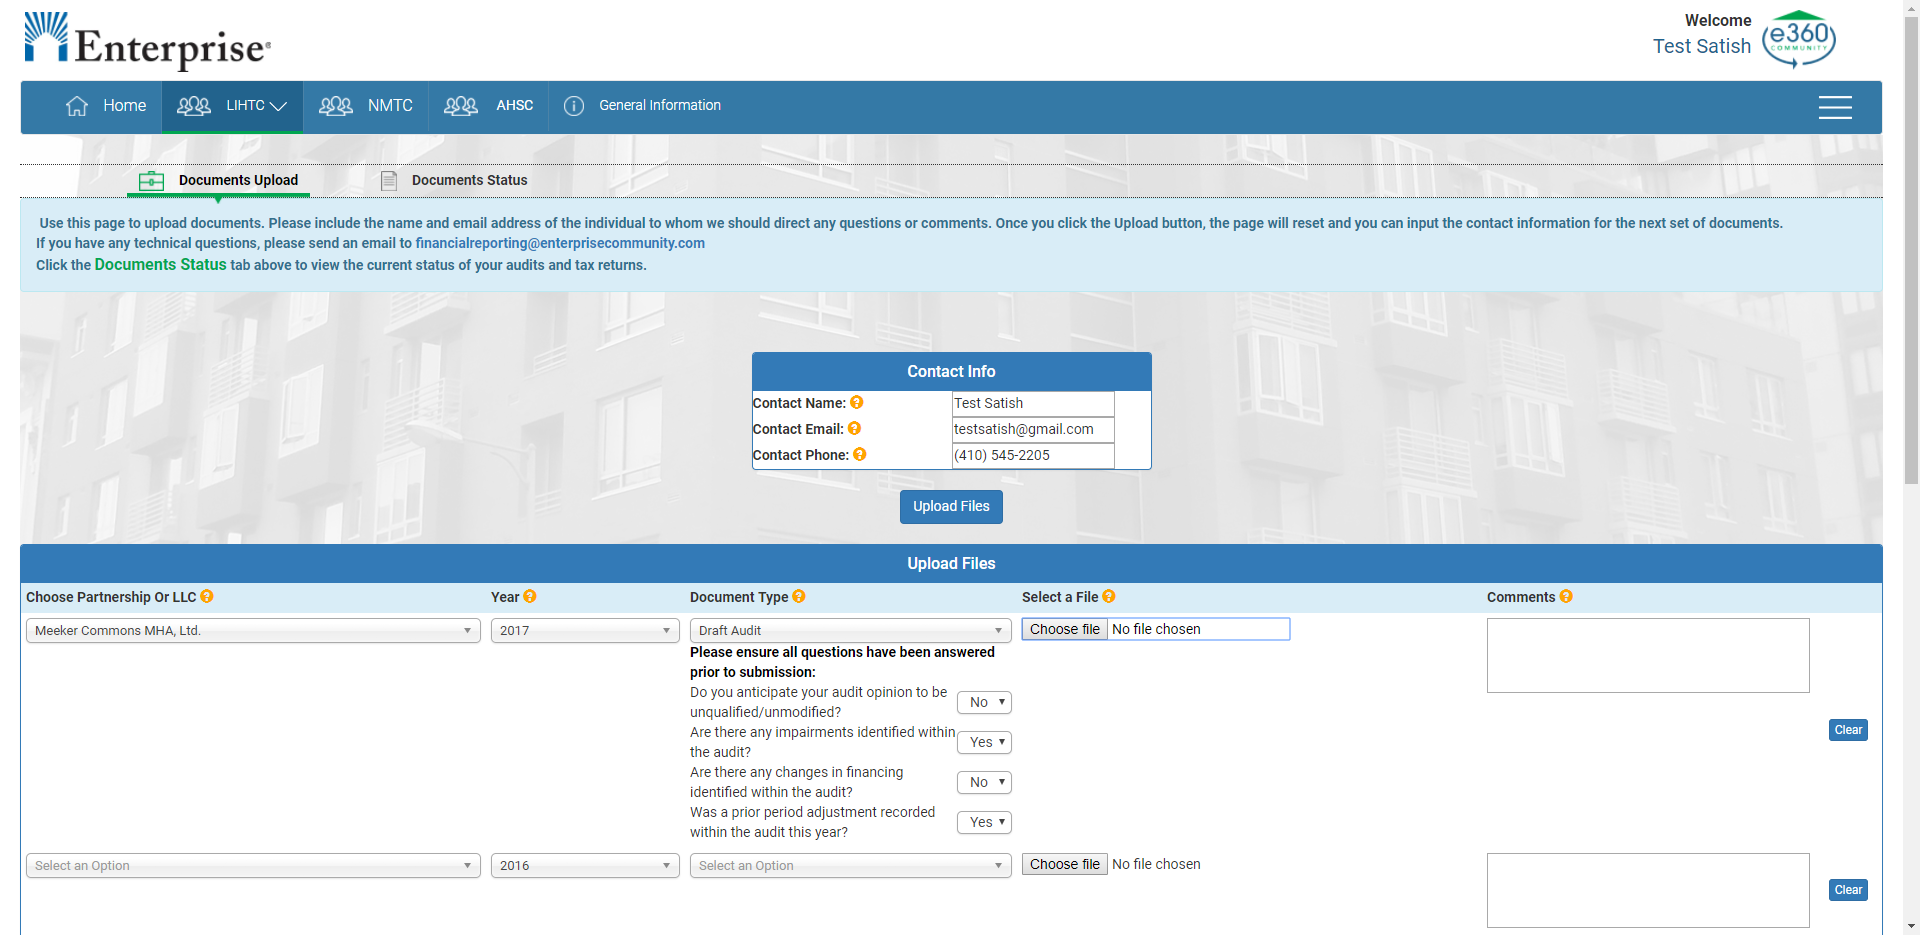 Enterprise®
Welcome
Test Satish
e360
COMMUNITY
Home
LIHTC
NMTC
AHSC
General Information
Documents Upload
Documents Status
Use this page to upload documents. Please include the name and email address of the individual to whom we should direct any questions or comments. Once you click the Upload button, the page will reset and you can input the contact information for the next set of documents.
If you have any technical questions, please send an email to financialreporting@enterprisecommunity.com
Click the Documents Status tab above to view the current status of your audits and tax returns.
Contact Info
Contact Name: ? Test Satish
Contact Email: ? testsatish@gmail.com
Contact Phone: ? (410) 545-2205
Upload Files
Upload Files
Choose Partnership Or LLC ? Year ? Document Type ? Select a File ? Comments ?
Meeker Commons MHA, Ltd. 2017 Draft Audit Choose file No file chosen
Please ensure all questions have been answered
prior to submission:
Do you anticipate your audit opinion to be
unqualified/unmodified? No
Are there any impairments identified within
the audit? Yes
Clear
Are there any changes in financing
identified within the audit? No
Was a prior period adjustment recorded
within the audit this year? Yes
Select an Option 2016 Select an Option Choose file No file chosen
Clear